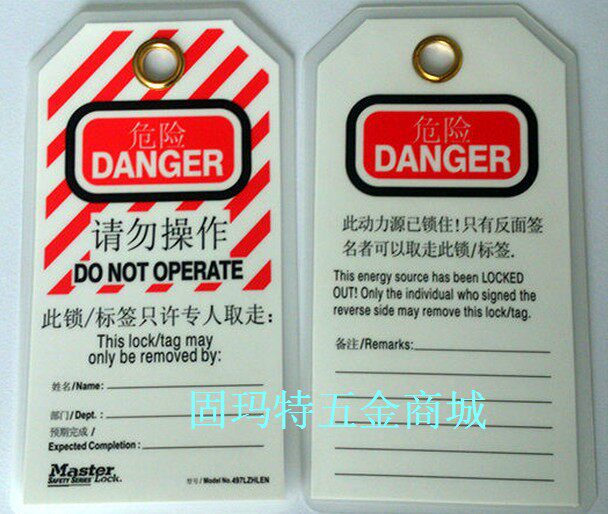 危险
DANGER
请勿操作
DO NOT OPERATE
此锁/标签只许专人取走:
This lock/tag may
only be removed by:
姓名/Name:
部门/Dept. :
预期完成 /
Expected Completion :
Master Lock.
SAFETY SERIES
型号 / Model No.497LZHLEN
危险
DANGER
此动力源已锁住!只有反面签
名者可以取走此锁/标签.
This energy source has been LOCKED
OUT! Only the individual who signed the
reverse side may remove this lock/tag.
备注/Remarks:
固玛特五金商城